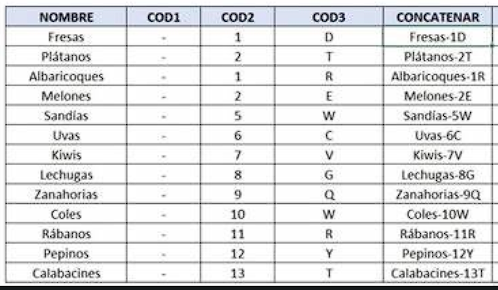 NOMBRE COD1 COD2 COD3 CONCATENAR
Fresas - 1 D Fresas-1D
Plátanos - 2 T Plátanos-2T
Albaricoques - 1 R Albaricoques-1R
Melones - 2 E Melones-2E
Sandías - 5 W Sandías-5W
Uvas - 6 C Uvas-6C
Kiwis - 7 V Kiwis-7V
Lechugas - 8 G Lechugas-8G
Zanahorias - 9 Q Zanahorias-9Q
Coles - 10 W Coles-10W
Rábanos - 11 R Rábanos-11R
Pepinos - 12 Y Pepinos-12Y
Calabacines - 13 T Calabacines-13T